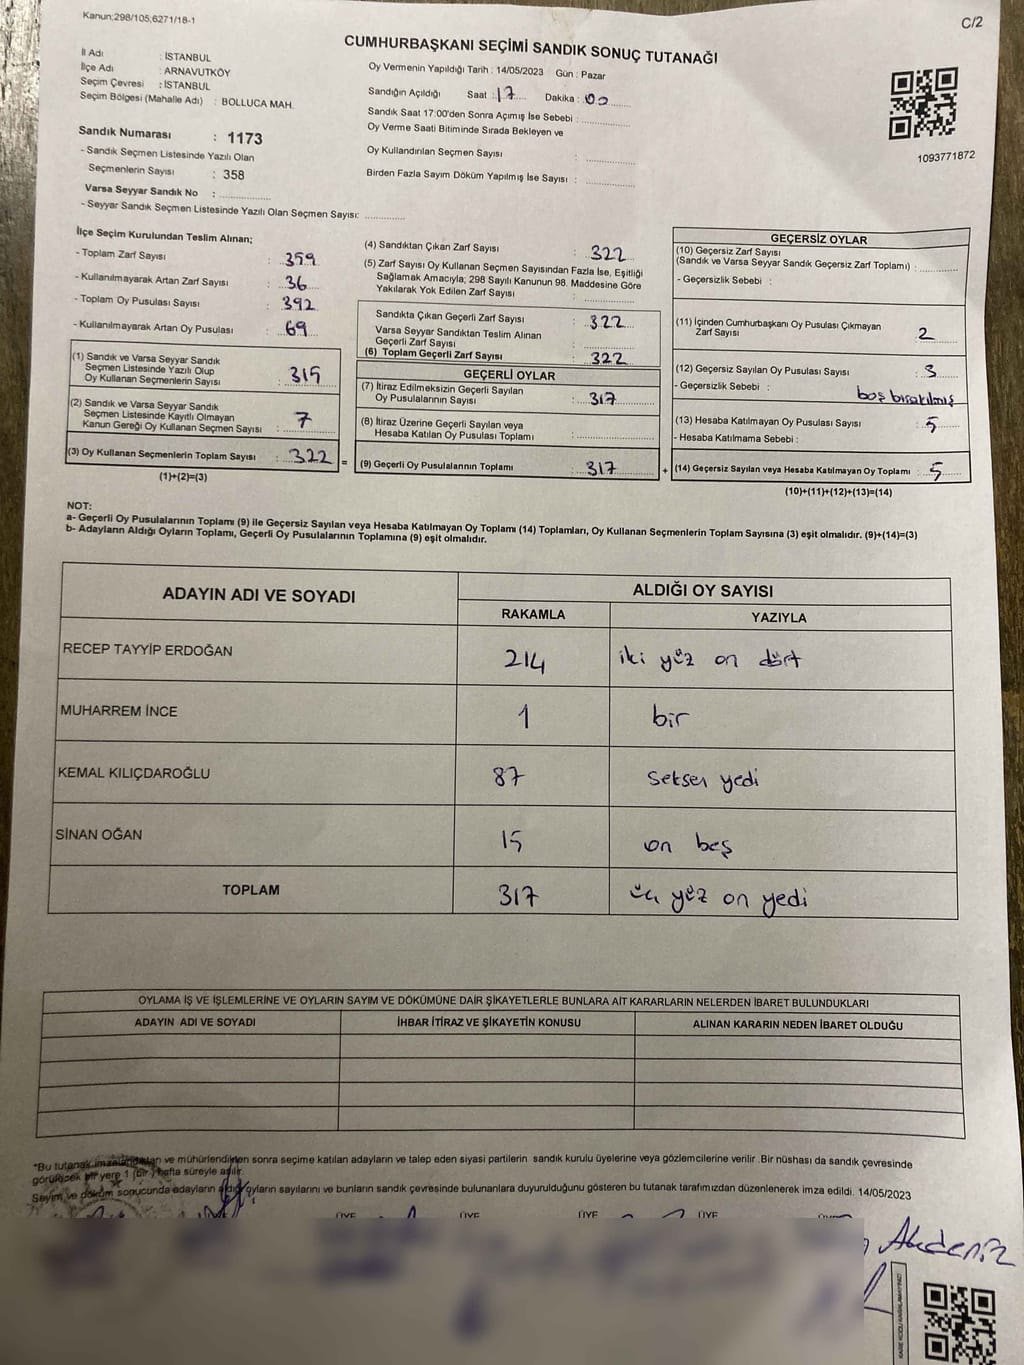 Kanun;298/105;6271/18-1
C/2
CUMHURBAŞKANI SEÇİMİ SANDIK SONUÇ TUTANAĞI
İl Adı : İSTANBUL
İlçe Adı : ARNAVUTKÖY
Seçim Çevresi : İSTANBUL
Seçim Bölgesi (Mahalle Adı) : BOLLUCA MAH.
Oy Vermenin Yapıldığı Tarih : 14/05/2023 Gün : Pazar
Sandığın Açıldığı Saat : 17 Dakika : 00
Sandık Saat 17:00'den Sonra Açımış İse Sebebi :
Oy Verme Saati Bitiminde Sırada Bekleyen ve
Oy Kullandırılan Seçmen Sayısı :
Birden Fazla Sayım Döküm Yapılmış İse Sayısı :
1093771872
Sandık Numarası : 1173
- Sandık Seçmen Listesinde Yazılı Olan
Seçmenlerin Sayısı : 358
Varsa Seyyar Sandık No :
- Seyyar Sandık Seçmen Listesinde Yazılı Olan Seçmen Sayısı:
İlçe Seçim Kurulundan Teslim Alınan;
- Toplam Zarf Sayısı : 359
- Kullanılmayarak Artan Zarf Sayısı : 36
- Toplam Oy Pusulası Sayısı : 392
- Kullanılmayarak Artan Oy Pusulası : 69
(1) Sandık ve Varsa Seyyar Sandık
Seçmen Listesinde Yazılı Olup
Oy Kullanan Seçmenlerin Sayısı : 315
(2) Sandık ve Varsa Seyyar Sandık
Seçmen Listesinde Kayıtlı Olmayan
Kanun Gereği Oy Kullanan Seçmen Sayısı : 7
(3) Oy Kullanan Seçmenlerin Toplam Sayısı : 322 =
(1)+(2)=(3)
(4) Sandıktan Çıkan Zarf Sayısı : 322
(5) Zarf Sayısı Oy Kullanan Seçmen Sayısından Fazla İse, Eşitliği
Sağlamak Amacıyla; 298 Sayılı Kanunun 98. Maddesine Göre
Yakılarak Yok Edilen Zarf Sayısı :
Sandıkta Çıkan Geçerli Zarf Sayısı : 322
Varsa Seyyar Sandıktan Teslim Alınan
Geçerli Zarf Sayısı :
(6) Toplam Geçerli Zarf Sayısı : 322
GEÇERLİ OYLAR
(7) İtiraz Edilmeksizin Geçerli Sayılan
Oy Pusulalarının Sayısı : 317
(8) İtiraz Üzerine Geçerli Sayılan veya
Hesaba Katılan Oy Pusulası Toplamı :
(9) Geçerli Oy Pusulalarının Toplamı : 317 +
GEÇERSİZ OYLAR
(10) Geçersiz Zarf Sayısı
(Sandık ve Varsa Seyyar Sandık Geçersiz Zarf Toplamı) :
- Geçersizlik Sebebi :
(11) İçinden Cumhurbaşkanı Oy Pusulası Çıkmayan
Zarf Sayısı 2
(12) Geçersiz Sayılan Oy Pusulası Sayısı : 3
- Geçersizlik Sebebi : boş bırakılmış
(13) Hesaba Katılmayan Oy Pusulası Sayısı : 5
- Hesaba Katılmama Sebebi :
(14) Geçersiz Sayılan veya Hesaba Katılmayan Oy Toplamı : 5
(10)+(11)+(12)+(13)=(14)
NOT:
a- Geçerli Oy Pusulalarının Toplamı (9) ile Geçersiz Sayılan veya Hesaba Katılmayan Oy Toplamı (14) Toplamları, Oy Kullanan Seçmenlerin Toplam Sayısına (3) eşit olmalıdır. (9)+(14)=(3)
b- Adayların Aldığı Oyların Toplamı, Geçerli Oy Pusulalarının Toplamına (9) eşit olmalıdır.
ADAYIN ADI VE SOYADI
ALDIĞI OY SAYISI
RAKAMLA YAZIYLA
RECEP TAYYİP ERDOĞAN 214 iki yüz on dört
MUHARREM İNCE 1 bir
KEMAL KILIÇDAROĞLU 87 seksen yedi
SİNAN OĞAN 15 on beş
TOPLAM 317 üç yüz on yedi
OYLAMA İŞ VE İŞLEMLERİNE VE OYLARIN SAYIM VE DÖKÜMÜNE DAİR ŞİKAYETLERLE BUNLARA AİT KARARLARIN NELERDEN İBARET BULUNDUKLARI
ADAYIN ADI VE SOYADI İHBAR İTİRAZ VE ŞİKAYETİN KONUSU ALINAN KARARIN NEDEN İBARET OLDUĞU
*Bu tutanak imzalandıktan ve mühürlendikten sonra seçime katılan adayların ve talep eden siyasi partilerin sandık kurulu üyelerine veya gözlemcilerine verilir. Bir nüshası da sandık çevresinde
görülecek bir yere 1 (bir) hafta süreyle asılır.
Sayım ve döküm sonucunda adayların aldığı oyların sayılarını ve bunların sandık çevresinde bulunanlara duyurulduğunu gösteren bu tutanak tarafımızdan düzenlenerek imza edildi. 14/05/2023
ÜYE ÜYE ÜYE ÜYE
Akdeniz